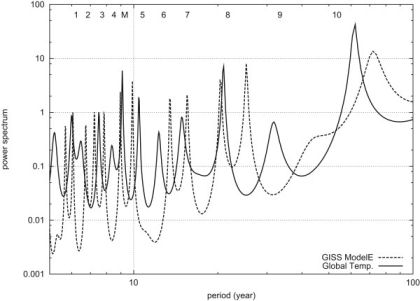 1 2 3 4 M 5 6 7 8 9 10
100
10
1
0.1
0.01
0.001
power spectrum
GISS ModelE
Global Temp.
10 100
period (year)